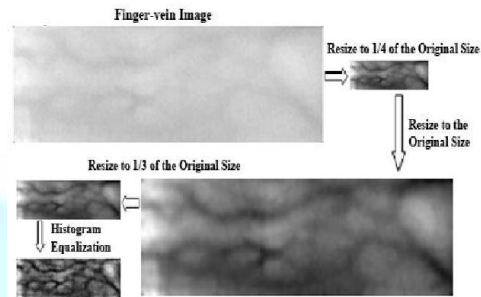 Finger-vein Image
Resize to 1/4 of the Original Size
Resize to the
Original Size
Resize to 1/3 of the Original Size
Histogram
Equalization